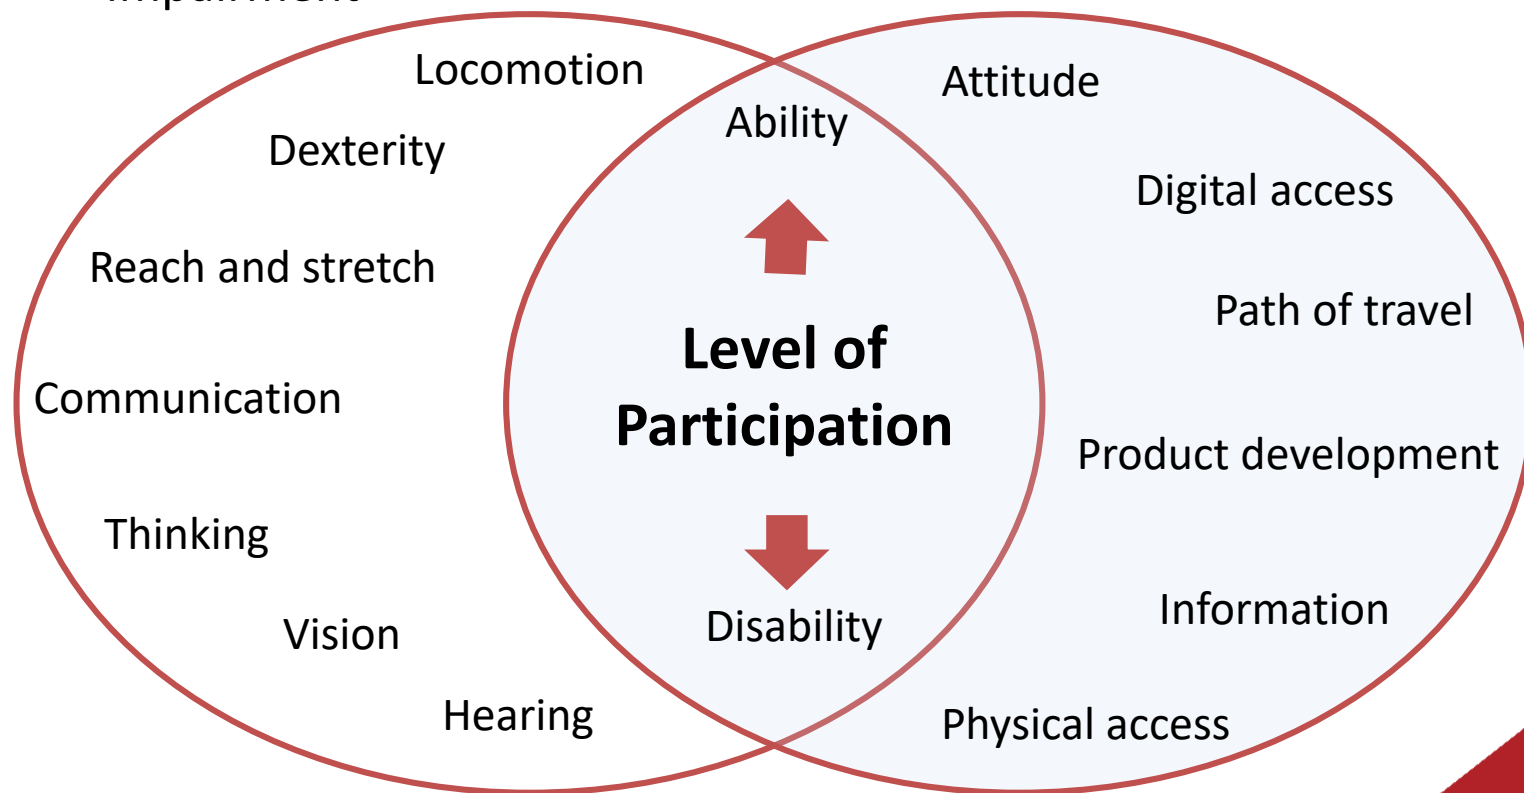 Impairment
Locomotion
Dexterity
Reach and stretch
Communication
Thinking
Vision
Hearing
Ability
Level of
Participation
Disability
Attitude
Digital access
Path of travel
Product development
Information
Physical access